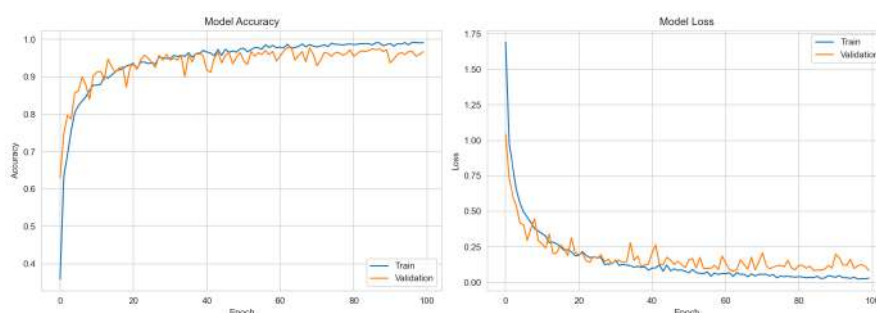 Model Accuracy
1.0
0.9
0.8
0.7
0.6
0.5
0.4
Accuracy
0
20
40
60
80
100
Epoch
Train
Validation
Model Loss
1.75
1.50
1.25
1.00
0.75
0.50
0.25
0.00
Loss
0
20
40
60
80
100
Epoch
Train
Validation